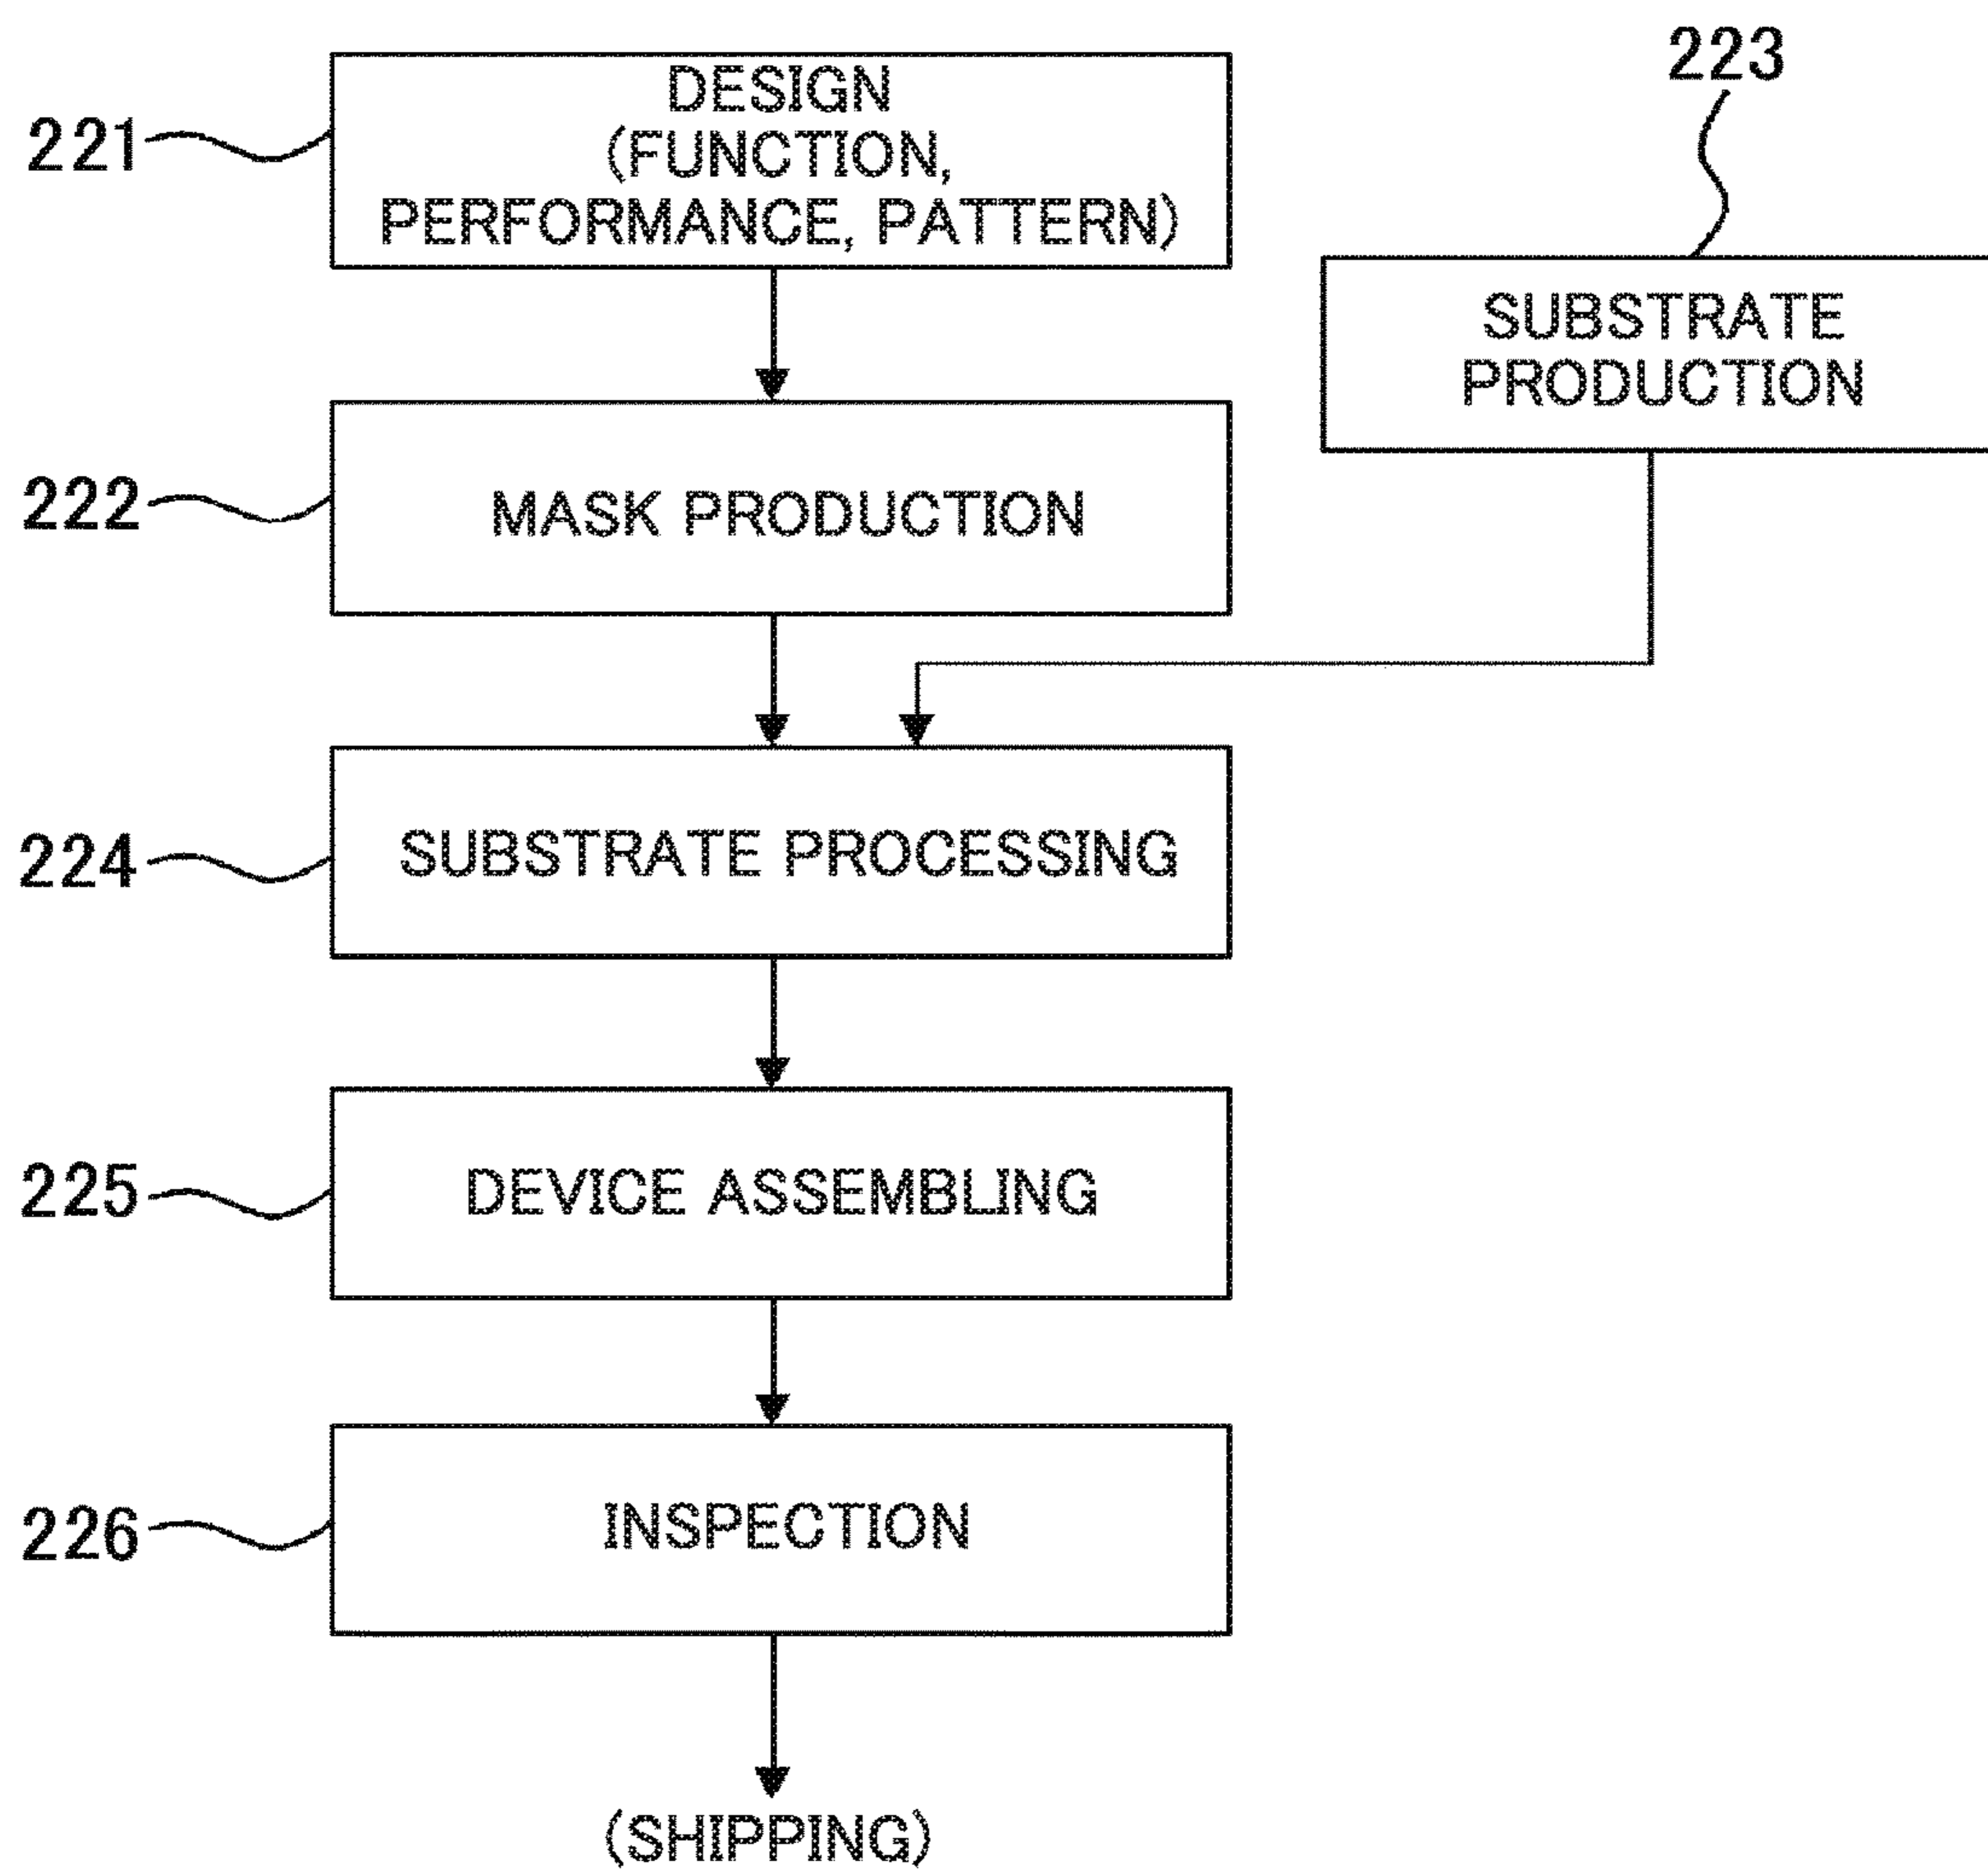 221
DESIGN
(FUNCTION,
PERFORMANCE, PATTERN)
223
SUBSTRATE
PRODUCTION
222
MASK PRODUCTION
224
SUBSTRATE PROCESSING
225
DEVICE ASSEMBLING
226
INSPECTION
(SHIPPING)